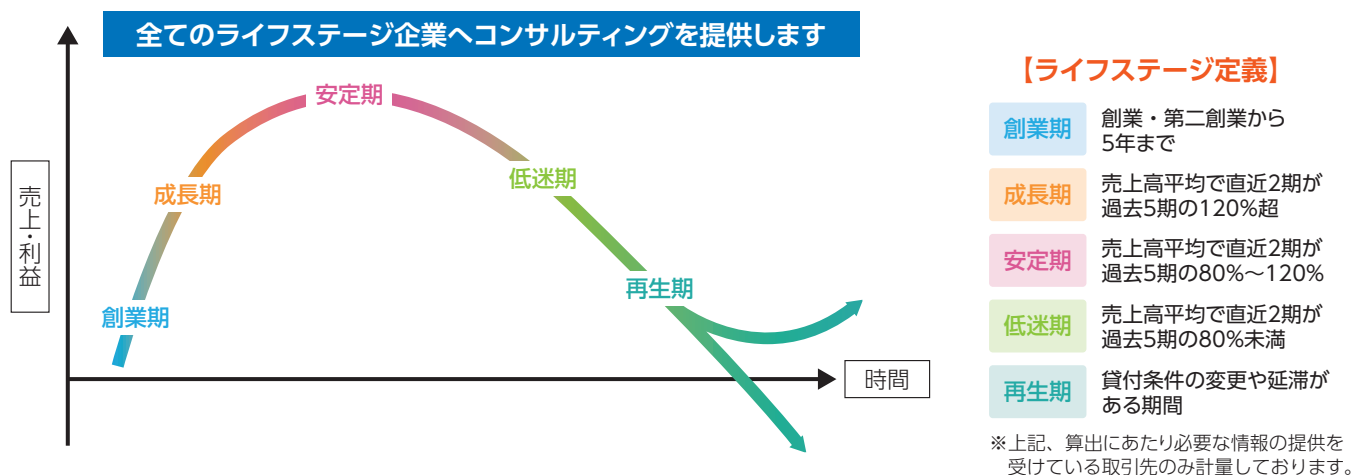 全てのライフステージ企業へコンサルティングを提供します
売上・利益
創業期
成長期
安定期
低迷期
再生期
時間
【ライフステージ定義】
創業期
創業・第二創業から
5年まで
成長期
売上高平均で直近2期が
過去5期の120%超
安定期
売上高平均で直近2期が
過去5期の80%～120%
低迷期
売上高平均で直近2期が
過去5期の80%未満
再生期
貸付条件の変更や延滞が
ある期間
※上記、算出にあたり必要な情報の提供を
受けている取引先のみ計量しております。